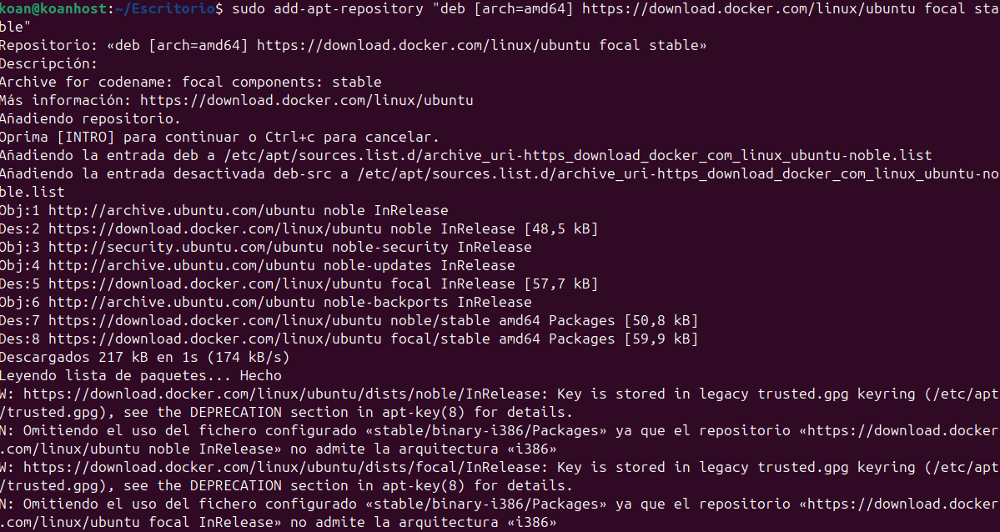 koan@koanhost:~/Escritorio$ sudo add-apt-repository "deb [arch=amd64] https://download.docker.com/linux/ubuntu focal sta
ble"
Repositorio: «deb [arch=amd64] https://download.docker.com/linux/ubuntu focal stable»
Descripción:
Archive for codename: focal components: stable
Más información: https://download.docker.com/linux/ubuntu
Añadiendo repositorio.
Oprima [INTRO] para continuar o Ctrl+c para cancelar.
Añadiendo la entrada deb a /etc/apt/sources.list.d/archive_uri-https_download_docker_com_linux_ubuntu-noble.list
Añadiendo la entrada desactivada deb-src a /etc/apt/sources.list.d/archive_uri-https_download_docker_com_linux_ubuntu-no
ble.list
Obj:1 http://archive.ubuntu.com/ubuntu noble InRelease
Des:2 https://download.docker.com/linux/ubuntu noble InRelease [48,5 kB]
Obj:3 http://security.ubuntu.com/ubuntu noble-security InRelease
Obj:4 http://archive.ubuntu.com/ubuntu noble-updates InRelease
Des:5 https://download.docker.com/linux/ubuntu focal InRelease [57,7 kB]
Obj:6 http://archive.ubuntu.com/ubuntu noble-backports InRelease
Des:7 https://download.docker.com/linux/ubuntu noble/stable amd64 Packages [50,8 kB]
Des:8 https://download.docker.com/linux/ubuntu focal/stable amd64 Packages [59,9 kB]
Descargados 217 kB en 1s (174 kB/s)
Leyendo lista de paquetes... Hecho
W: https://download.docker.com/linux/ubuntu/dists/noble/InRelease: Key is stored in legacy trusted.gpg keyring (/etc/apt
/trusted.gpg), see the DEPRECATION section in apt-key(8) for details.
N: Omitiendo el uso del fichero configurado «stable/binary-i386/Packages» ya que el repositorio «https://download.docker
.com/linux/ubuntu noble InRelease» no admite la arquitectura «i386»
W: https://download.docker.com/linux/ubuntu/dists/focal/InRelease: Key is stored in legacy trusted.gpg keyring (/etc/apt
/trusted.gpg), see the DEPRECATION section in apt-key(8) for details.
N: Omitiendo el uso del fichero configurado «stable/binary-i386/Packages» ya que el repositorio «https://download.docker
.com/linux/ubuntu focal InRelease» no admite la arquitectura «i386»